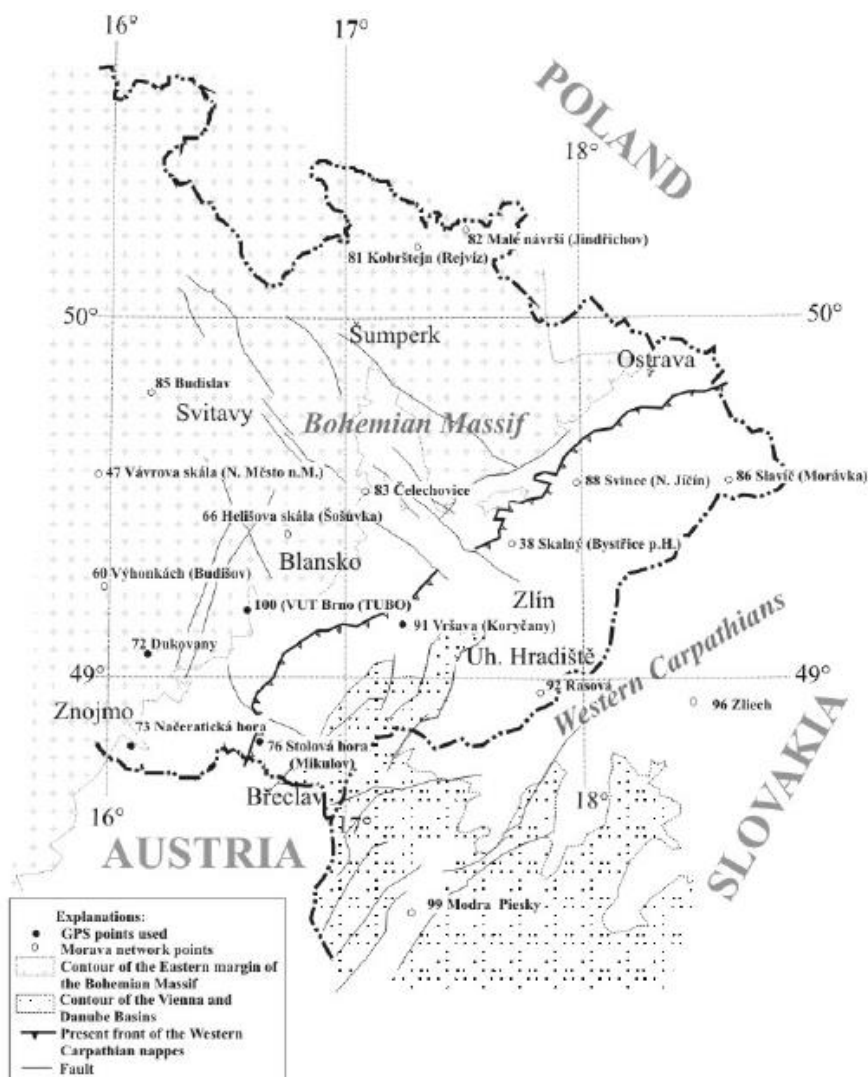 16°
17°
POLAND
18°
82 Malé návrší (Jindřichov)
81 Kobrštejn (Rejvíz)
50°
50°
Šumperk
Ostrava
85 Budislav
Svitavy
Bohemian Massif
47 Vávrova skála (N. Město n.M.)
83 Čelechovice
88 Svinec (N. Jičín)
86 Slavíč (Morávka)
66 Helišova skála (Šošůvka)
38 Skalný (Bystřice p.H.)
Blansko
60 Výhonkách (Budišov)
Zlín
100 (VUT Brno (TUBO)
91 Vršava (Koryčany)
72 Dukovany
Uh. Hradiště
Western Carpathians
49°
49°
92 Rasová
96 Zliech
Znojmo
73 Načeratická hora
76 Stolová hora
(Mikulov)
Břeclav
16°
17°
18°
AUSTRIA
SLOVAKIA
99 Modra Piesky
Explanations:
GPS points used
Morava network points
Contour of the Eastern margin of
the Bohemian Massif
Contour of the Vienna and
Danube Basins
Present front of the Western
Carpathian nappes
Fault